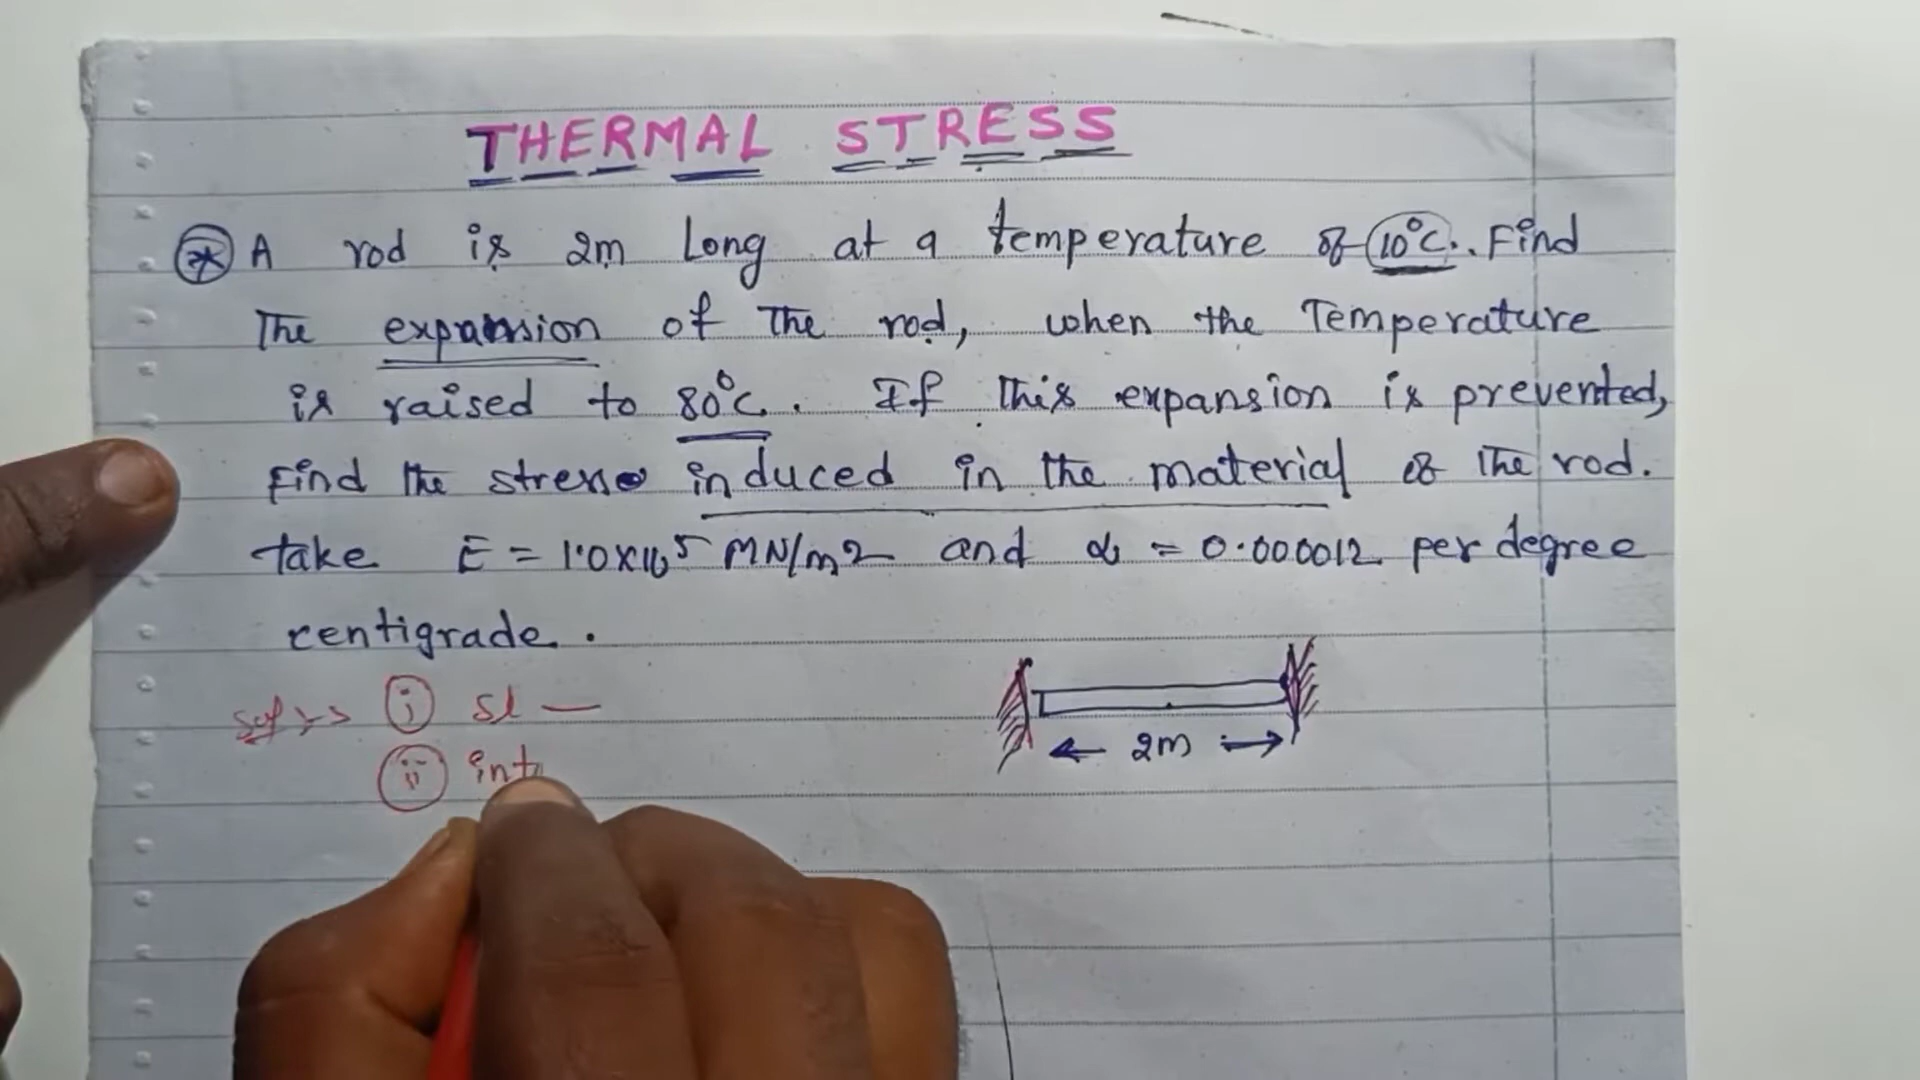 THERMAL STRESS
* A rod is 2m Long at a temperature of 10°C. Find
The expansion of The rod, when the Temperature
is raised to 80°C. If this expansion is prevented,
Find the stress induced in the material of the rod.
take E = 1.0×10⁵ MN/m2 and α = 0.000012 per degree
centigrade.
sol:-> (i) δl —
(ii) int
2m